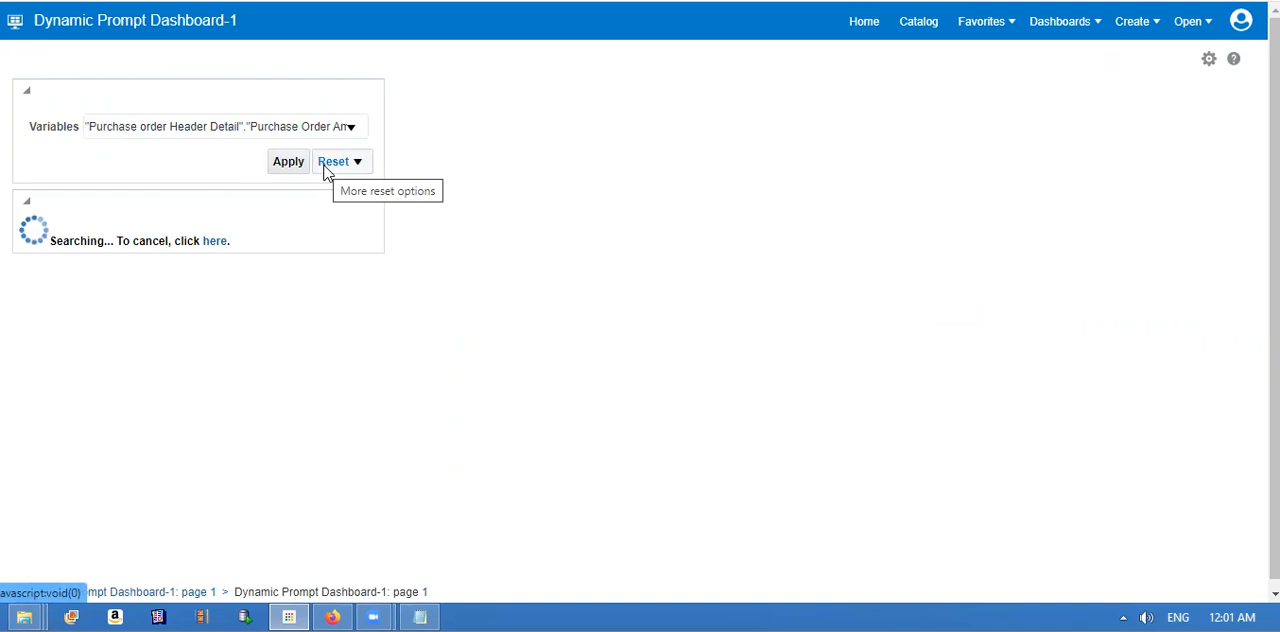 Dynamic Prompt Dashboard-1
Home Catalog Favorites Dashboards Create Open
Variables "Purchase order Header Detail"."Purchase Order Am
Apply Reset
More reset options
Searching... To cancel, click here.
avascript:void(0) mpt Dashboard-1: page 1 > Dynamic Prompt Dashboard-1: page 1
ENG 12:01 AM